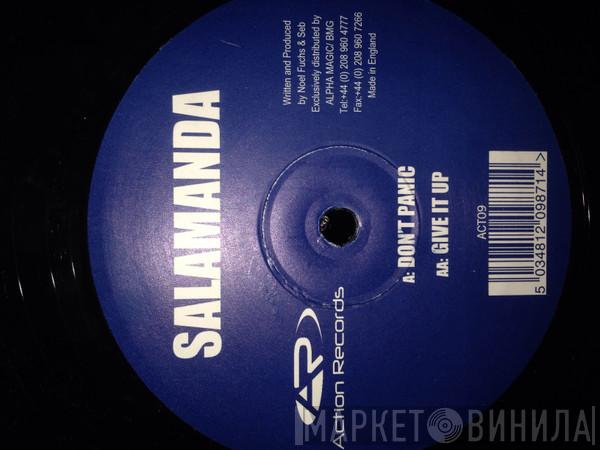 SALAMANDA
Written and Produced
by Noel Fuchs & Seb
Exclusively distributed by
ALPHA MAGIC/ BMG
Tel:+44 (0) 208 960 4777
Fax:+44 (0) 208 960 7266
Made in England
A: DON'T PANIC
AA: GIVE IT UP
ACT09
5 034812 098714 >
AR
Action Records
МАРКЕТ ВИНИЛА